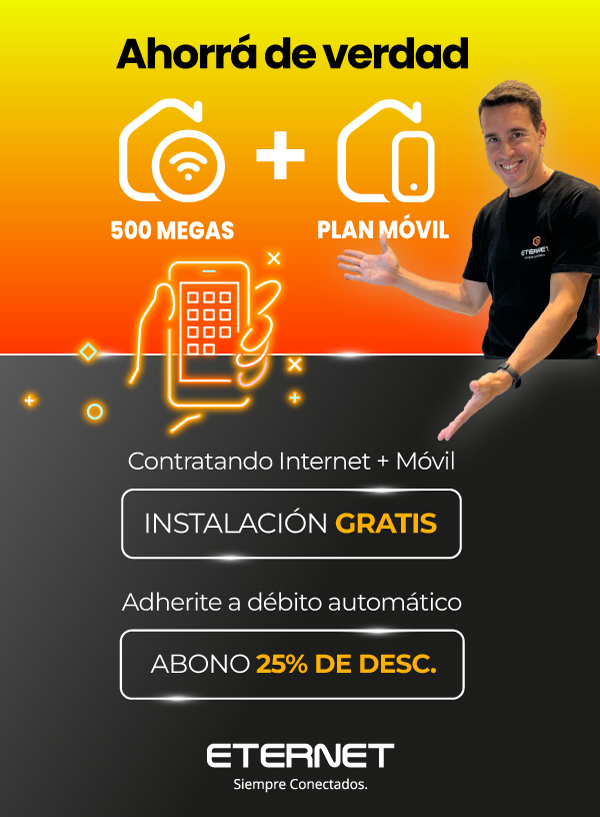 Ahorrá de verdad
500 MEGAS
PLAN MÓVIL
ETERNET
Contratando Internet + Móvil
INSTALACIÓN GRATIS
Adherite a débito automático
ABONO 25% DE DESC.
ETERNET
Siempre Conectados.